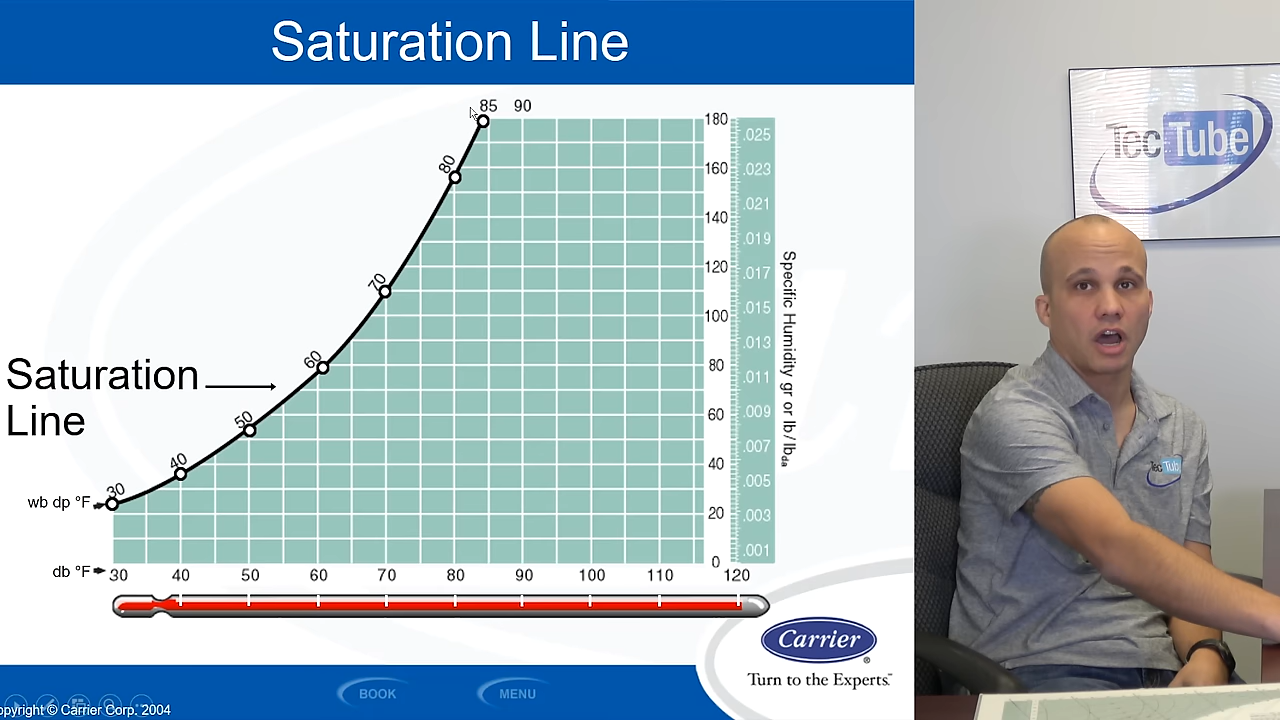 Saturation Line
85 90
180
160
140
120
100
80
60
40
20
0
.025
.023
.021
.019
.017
.015
.013
.011
.009
.007
.005
.003
.001
Specific Humidity gr or lb / lbda
80
70
60
50
40
30
Saturation
Line
wb dp °F
db °F
30 40 50 60 70 80 90 100 110 120
Carrier
®
Turn to the Experts.™
BOOK MENU
opyright © Carrier Corp. 2004
TecTube
TecTube